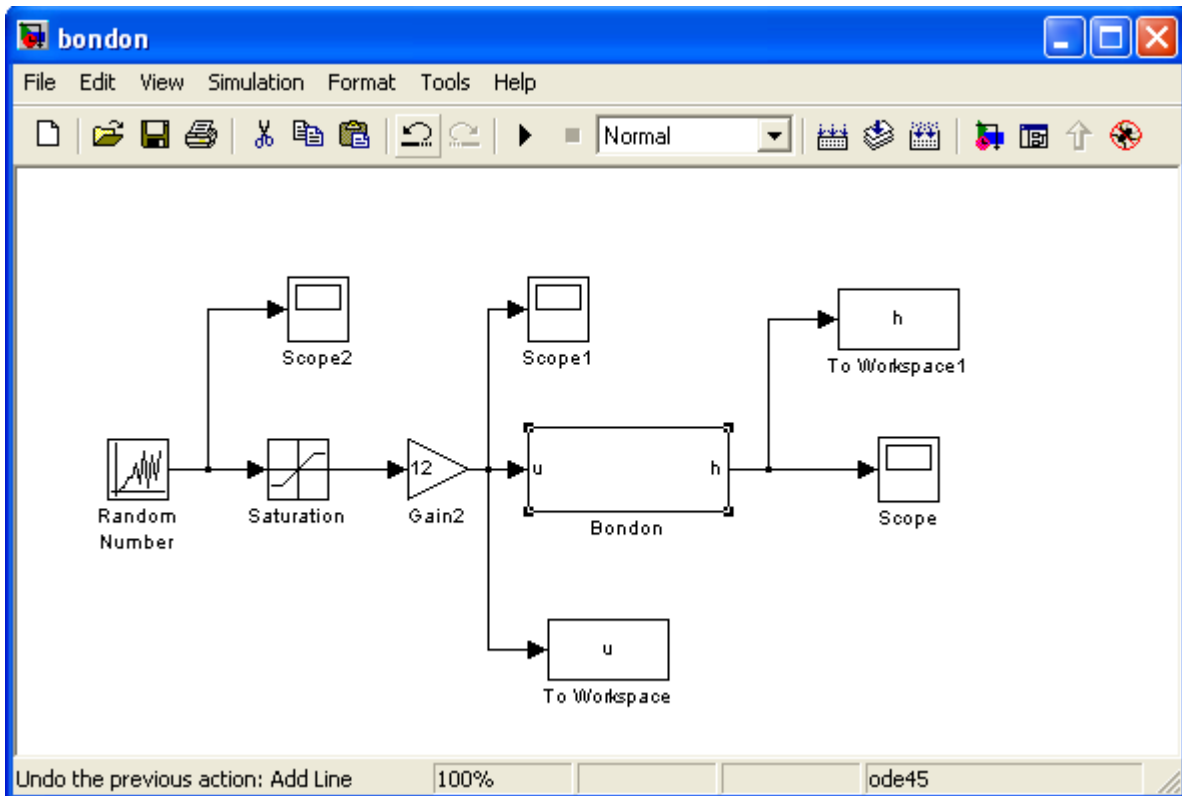 bondon
File Edit View Simulation Format Tools Help
Normal
Scope2
Scope1
h
To Workspace1
Random
Number
Saturation
12
Gain2
u h
Bondon
Scope
u
To Workspace
Undo the previous action: Add Line 100% ode45